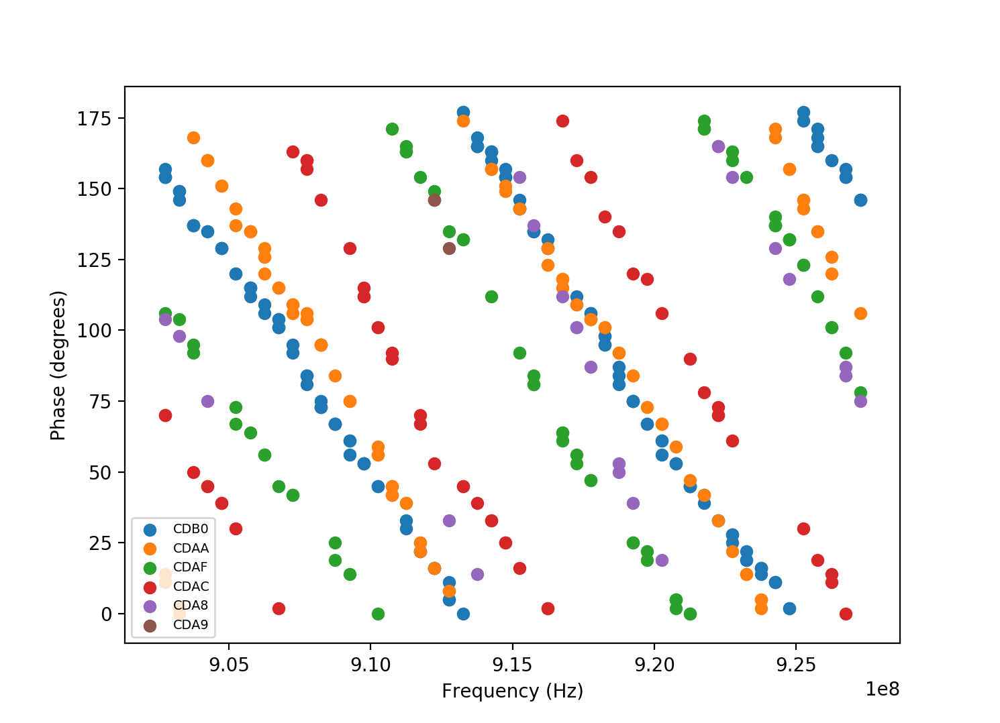 175
150
125
100
75
50
25
0
Phase (degrees)
CDB0
CDAA
CDAF
CDAC
CDA8
CDA9
9.05 9.10 9.15 9.20 9.25
Frequency (Hz)
1e8